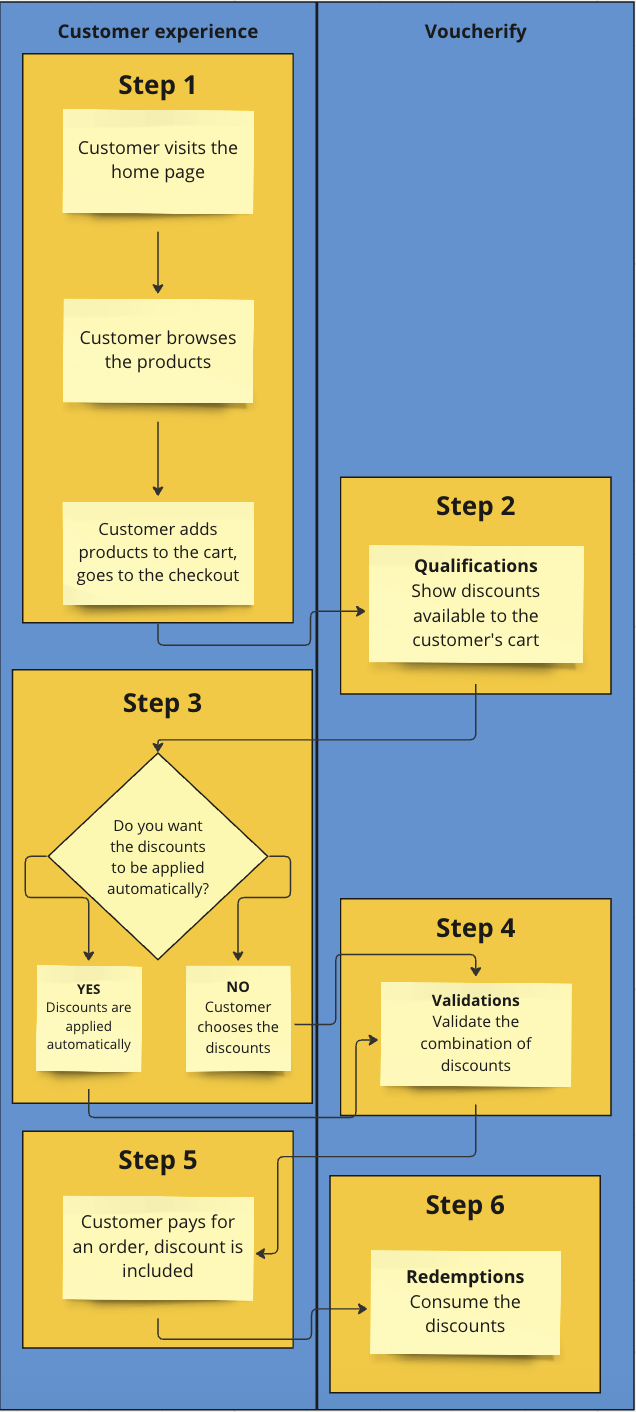 Customer experience
Voucherify
Step 1
Customer visits the
home page
Customer browses
the products
Customer adds
products to the cart,
goes to the checkout
Step 2
Qualifications
Show discounts
available to the
customer's cart
Step 3
Do you want
the discounts
to be applied
automatically?
YES
Discounts are
applied
automatically
NO
Customer
chooses the
discounts
Step 4
Validations
Validate the
combination of
discounts
Step 5
Customer pays for
an order, discount is
included
Step 6
Redemptions
Consume the
discounts